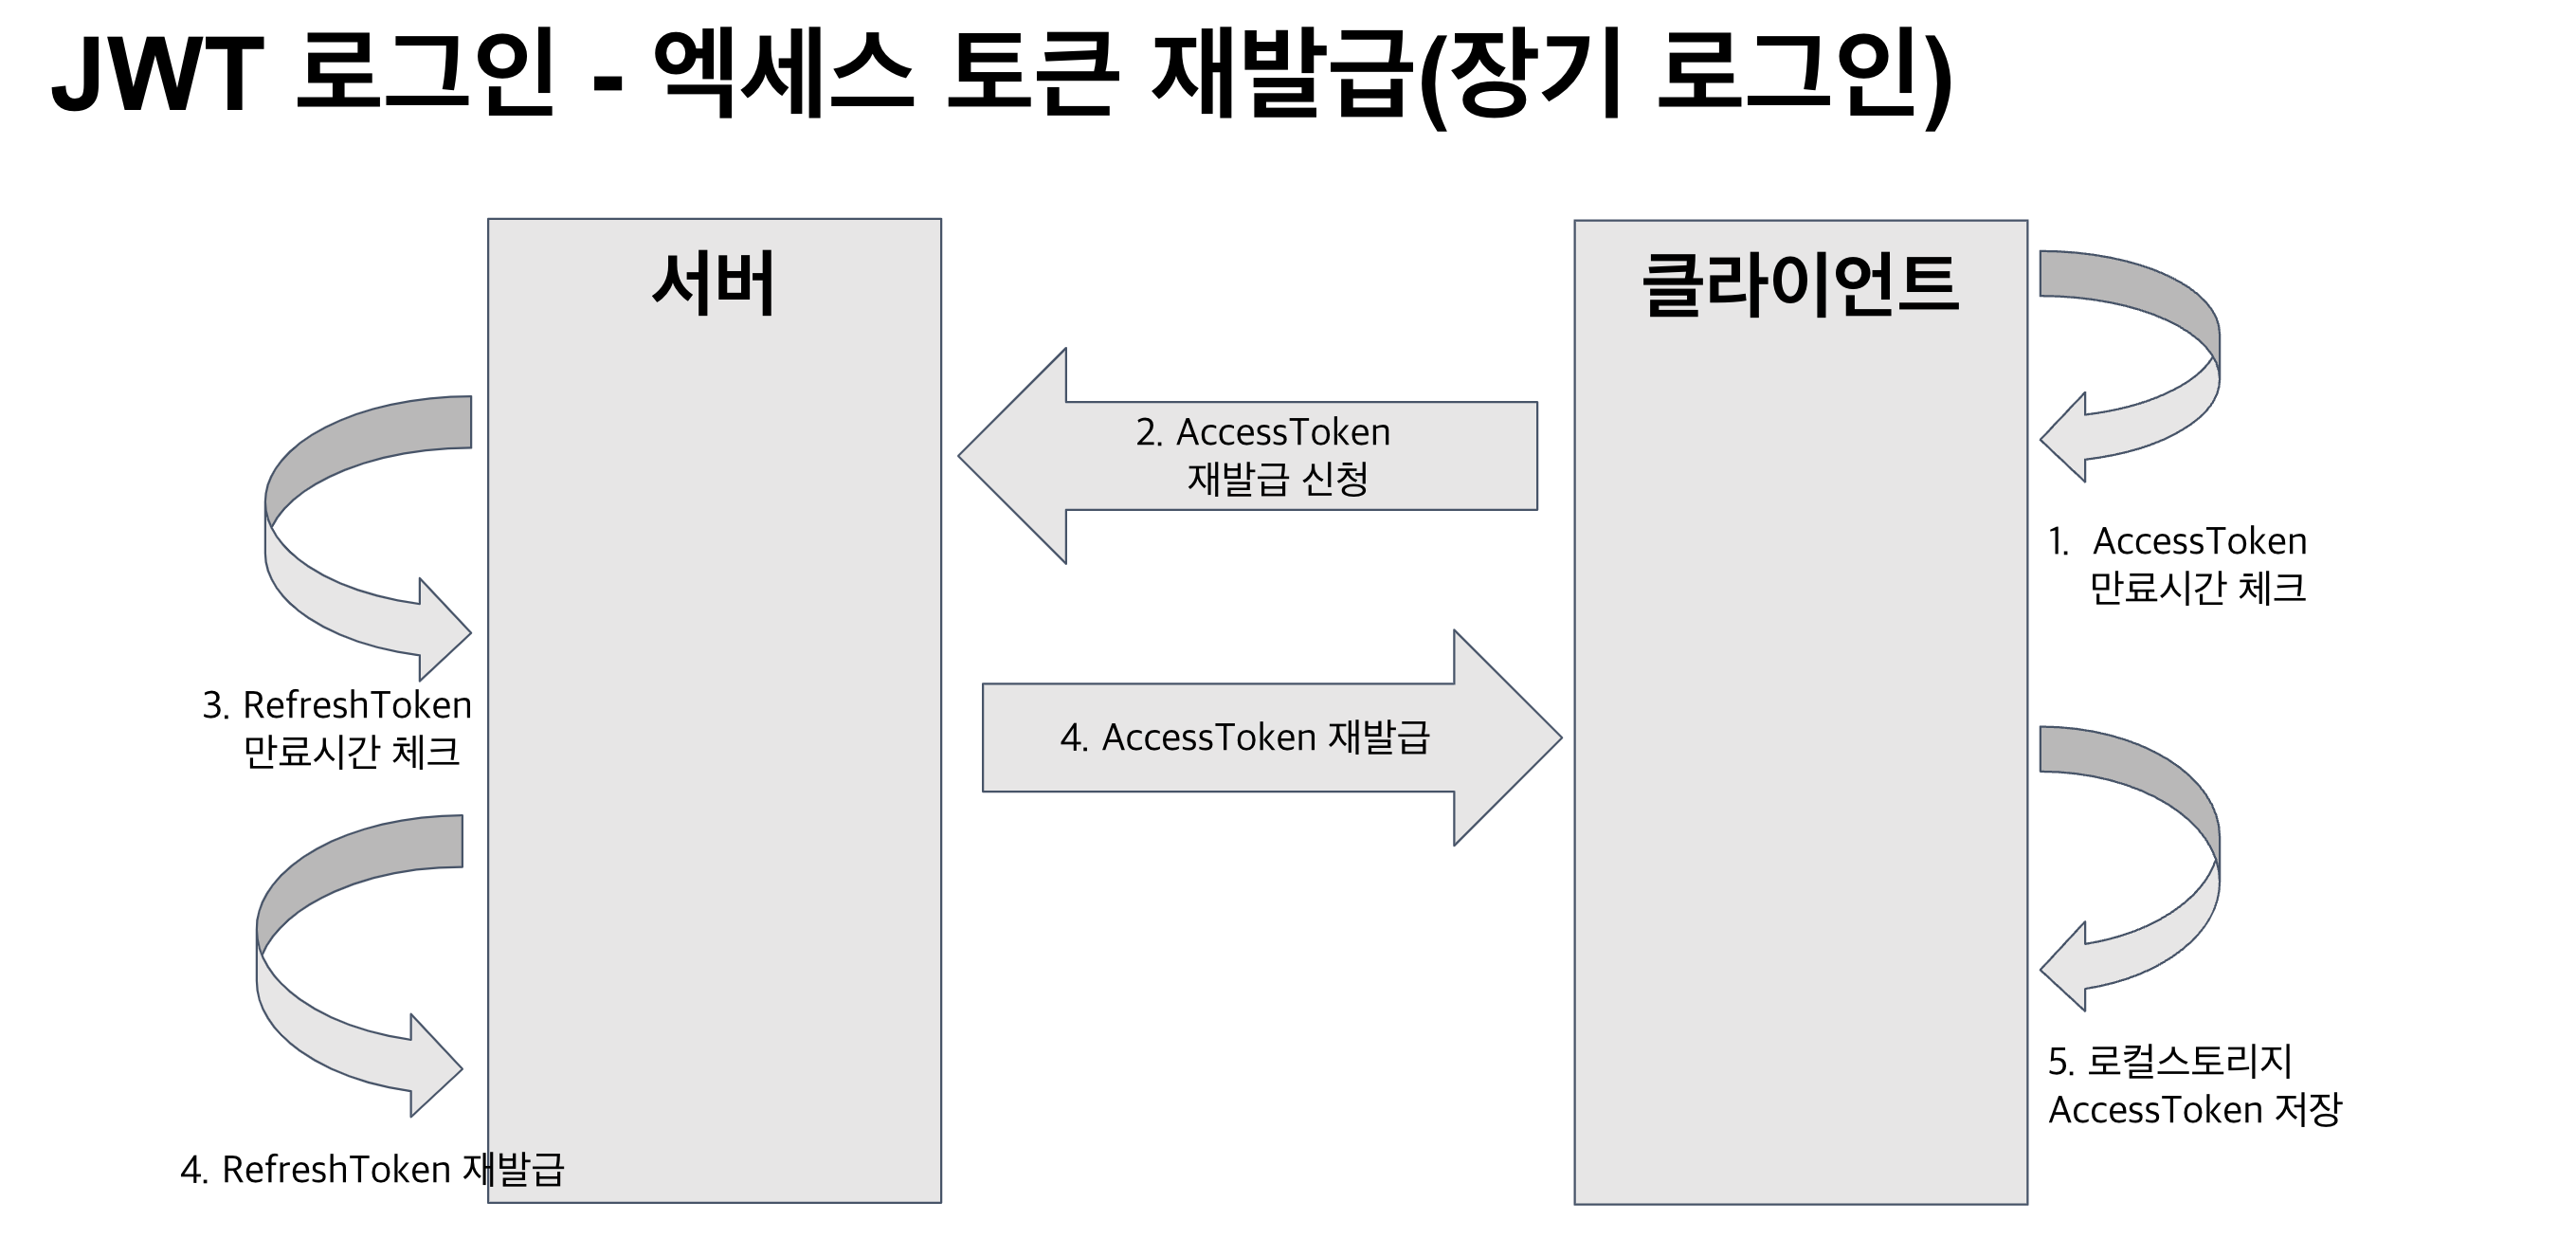 JWT 로그인 - 엑세스 토큰 재발급(장기 로그인)
서버
클라이언트
1. AccessToken
만료시간 체크
2. AccessToken
재발급 신청
3. RefreshToken
만료시간 체크
4. AccessToken 재발급
4. RefreshToken 재발급
5. 로컬스토리지
AccessToken 저장